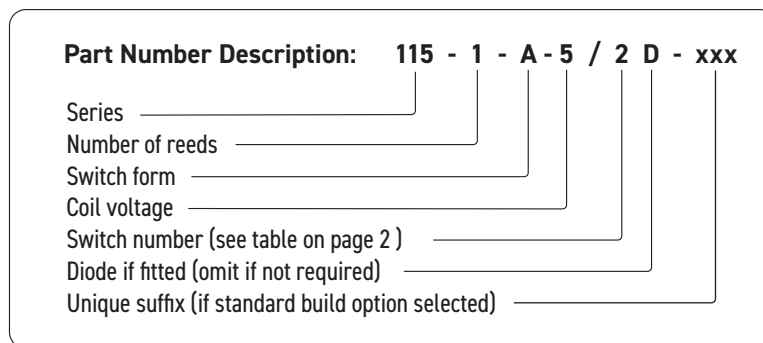 Part Number Description: 115 - 1 - A - 5 / 2 D - xxx
Series
Number of reeds
Switch form
Coil voltage
Switch number (see table on page 2 )
Diode if fitted (omit if not required)
Unique suffix (if standard build option selected)